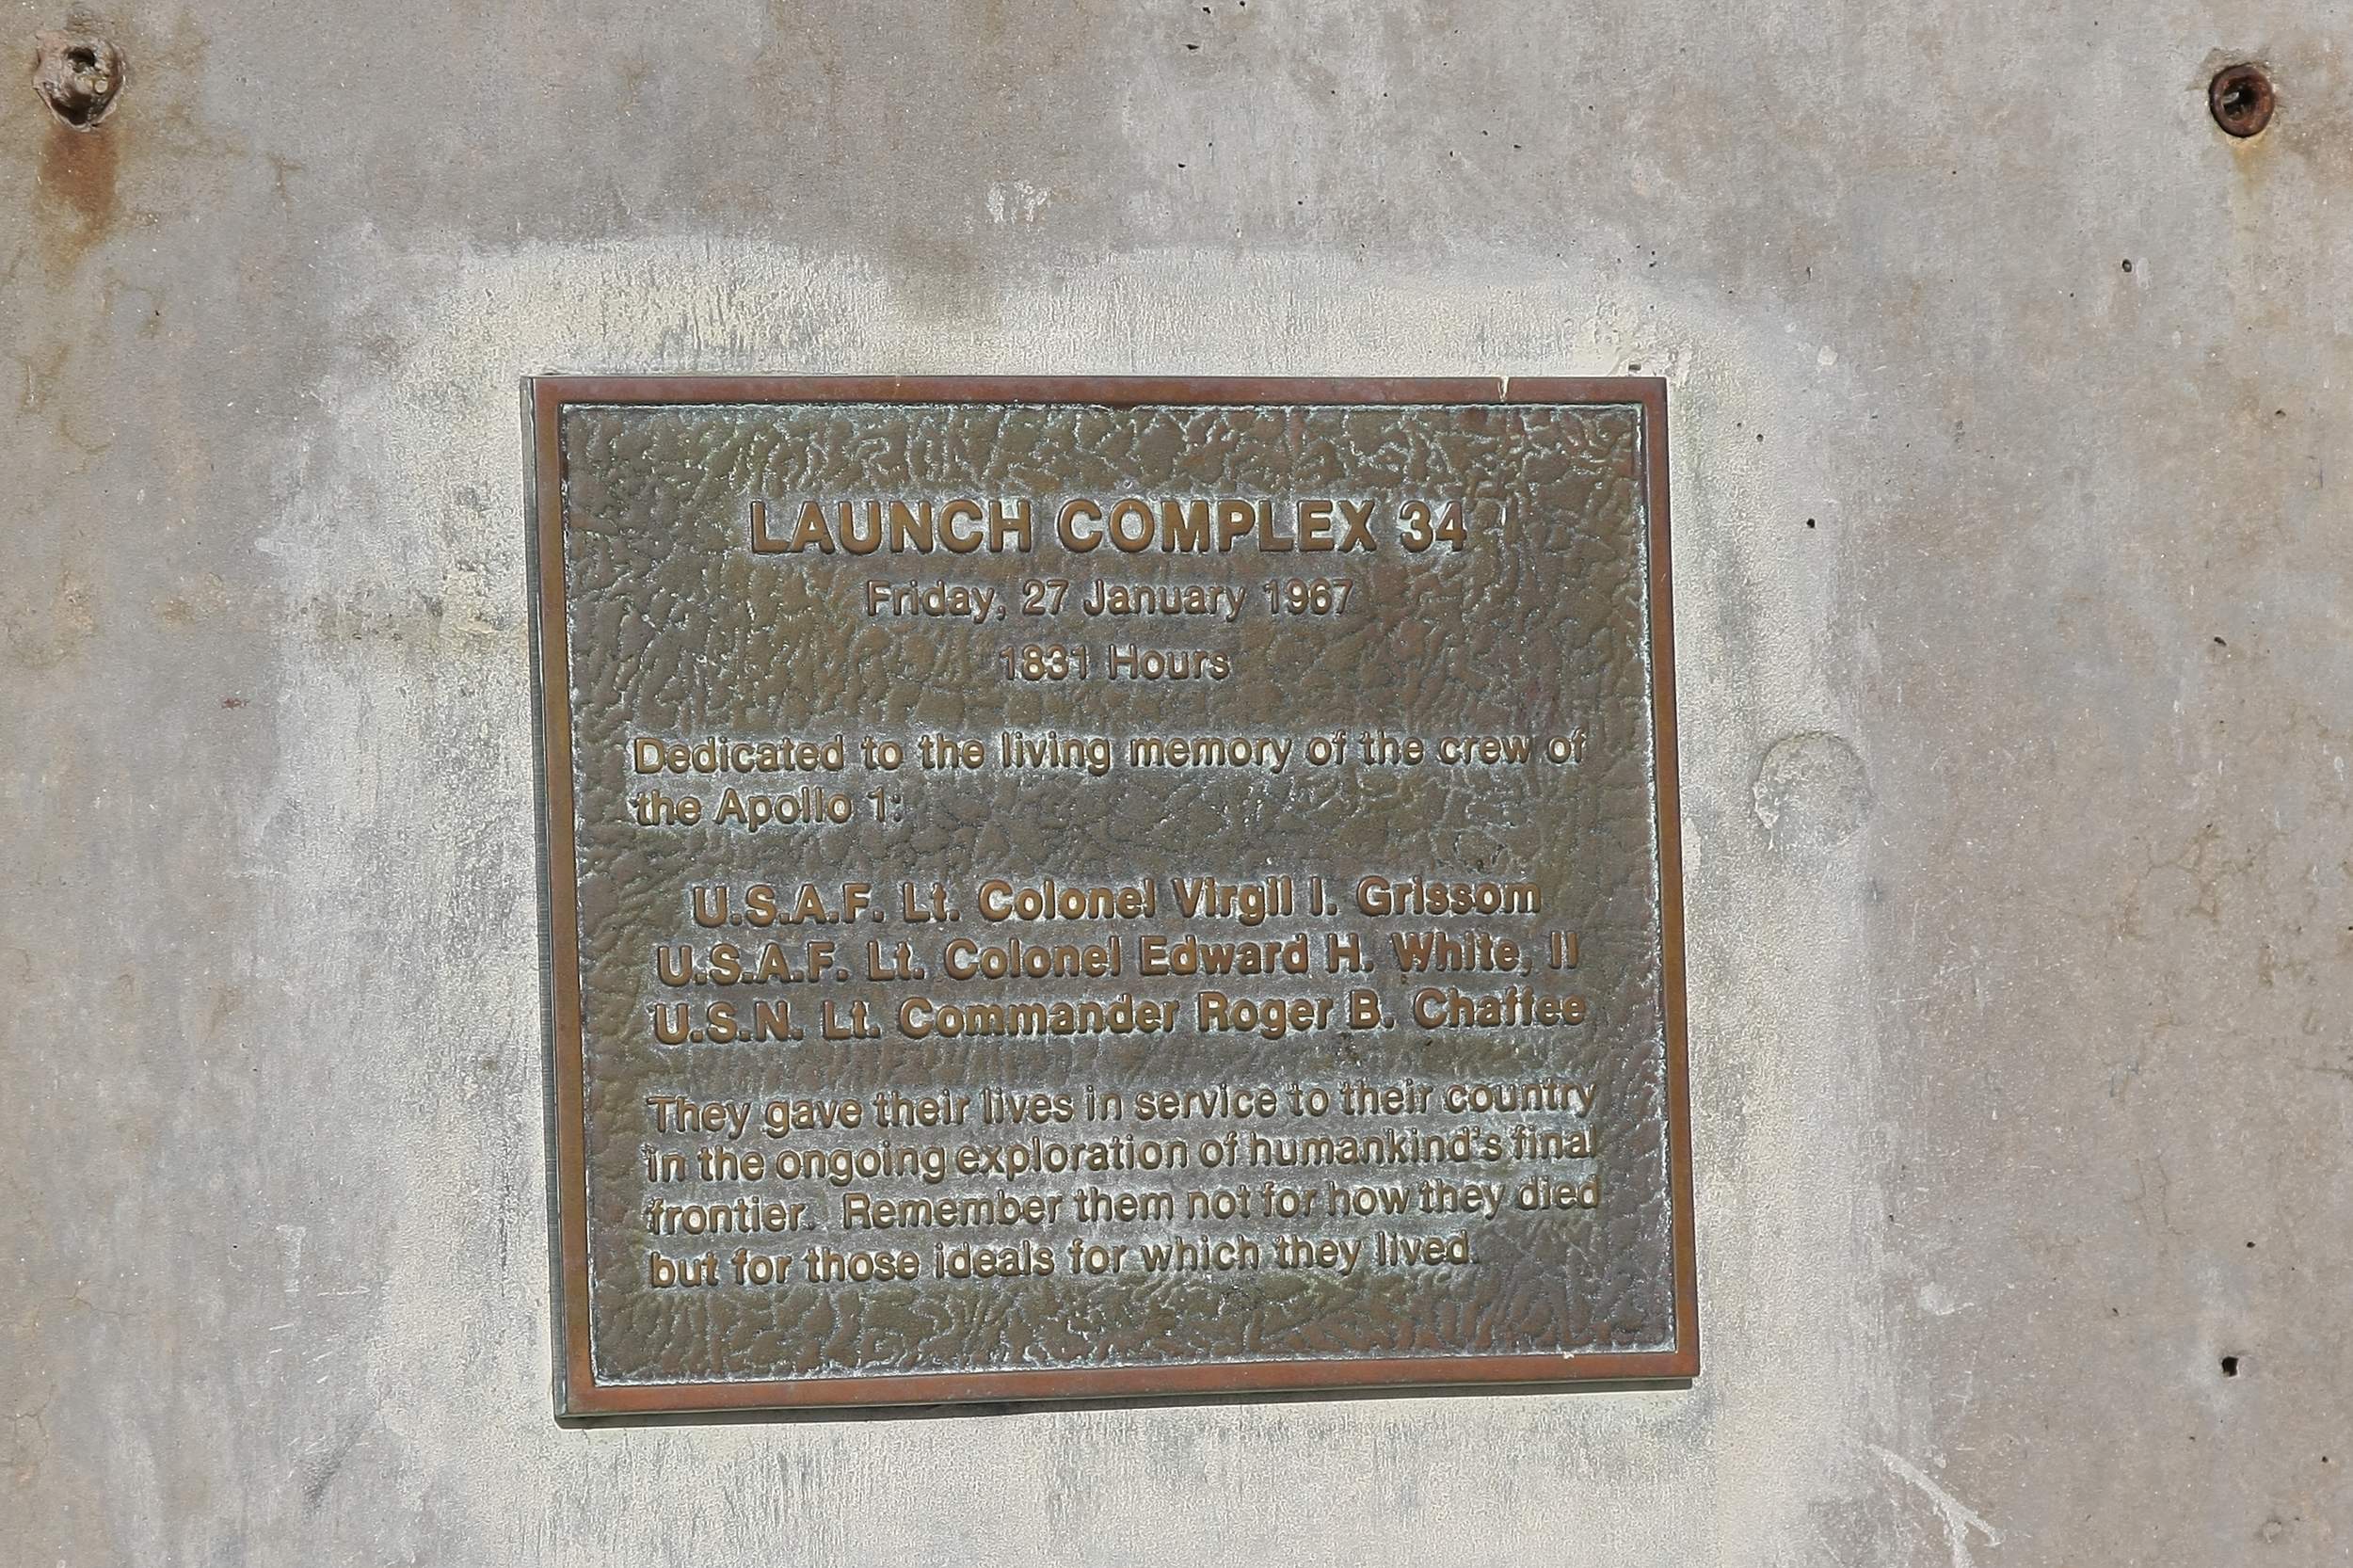 LAUNCH COMPLEX 34
Friday, 27 January 1967
1831 Hours
Dedicated to the living memory of the crew of
the Apollo 1:
U.S.A.F. Lt. Colonel Virgil I. Grissom
U.S.A.F. Lt. Colonel Edward H. White, II
U.S.N. Lt. Commander Roger B. Chaffee
They gave their lives in service to their country
in the ongoing exploration of humankind's final
frontier. Remember them not for how they died
but for those ideals for which they lived.